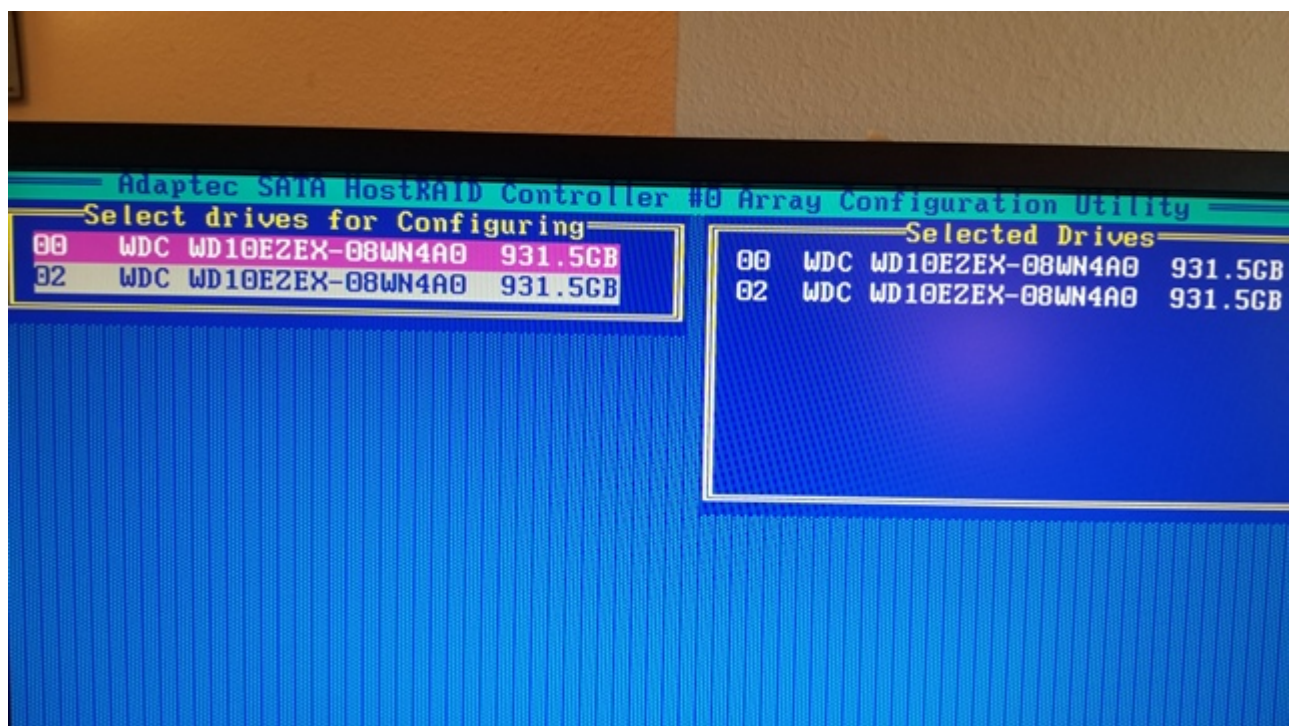 Adaptec SATA HostRAID Controller #0 Array Configuration Utility
Select drives for Configuring
00 WDC WD10EZEX-08WN4A0 931.5GB
02 WDC WD10EZEX-08WN4A0 931.5GB
Selected Drives
00 WDC WD10EZEX-08WN4A0 931.5GB
02 WDC WD10EZEX-08WN4A0 931.5GB